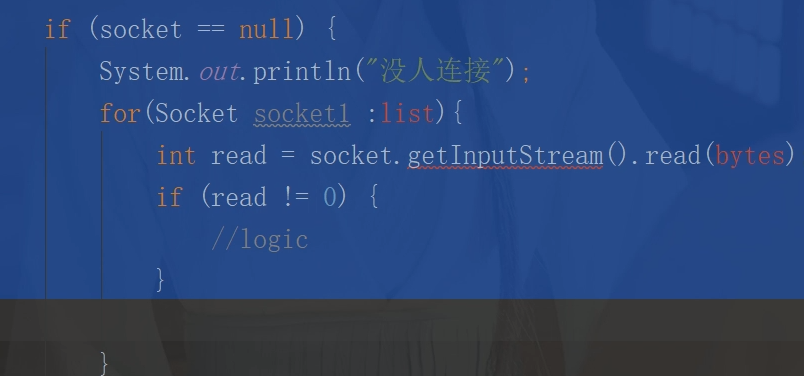 if (socket == null) {
System.out.println("没人连接");
for(Socket socket1 :list){
int read = socket.getInputStream().read(bytes)
if (read != 0) {
//logic
}
}